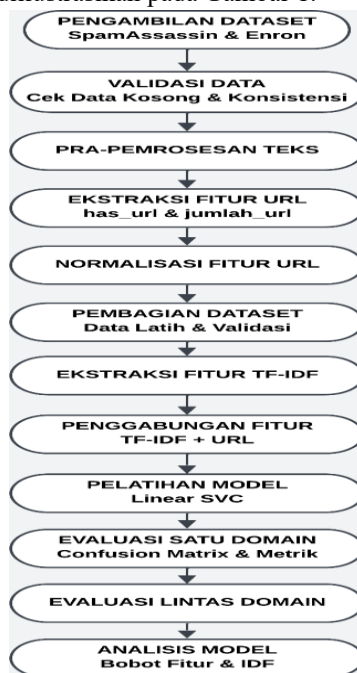 PENGAMBILAN DATASET
SpamAssassin & Enron
VALIDASI DATA
Cek Data Kosong & Konsistensi
PRA-PEMROSESAN TEKS
EKSTRAKSI FITUR URL
has_url & jumlah_url
NORMALISASI FITUR URL
PEMBAGIAN DATASET
Data Latih & Validasi
EKSTRAKSI FITUR TF-IDF
PENGGABUNGAN FITUR
TF-IDF + URL
PELATIHAN MODEL
Linear SVC
EVALUASI SATU DOMAIN
Confusion Matrix & Metrik
EVALUASI LINTAS DOMAIN
ANALISIS MODEL
Bobot Fitur & IDF